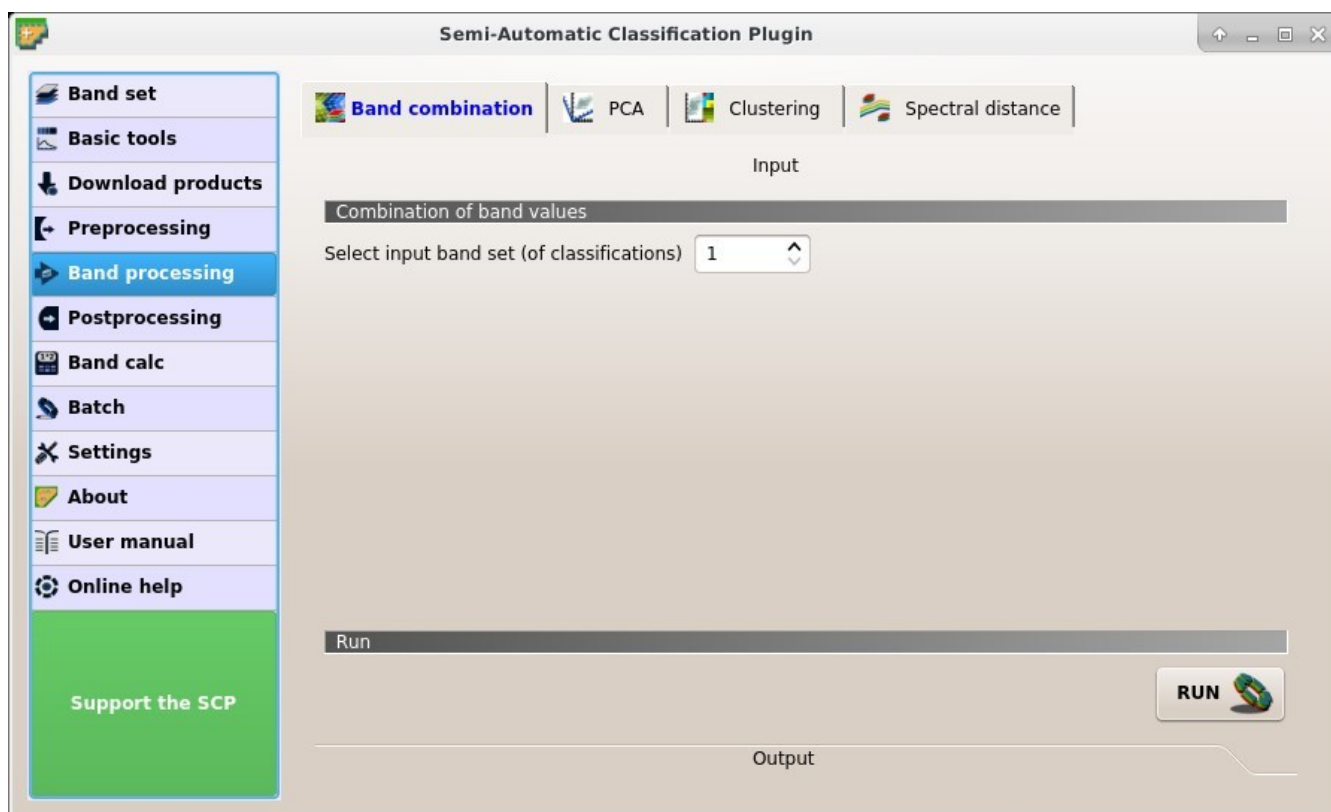 Semi-Automatic Classification Plugin
Band set
Basic tools
Download products
Preprocessing
Band processing
Postprocessing
Band calc
Batch
Settings
About
User manual
Online help
Support the SCP
Band combination
PCA
Clustering
Spectral distance
Input
Combination of band values
Select input band set (of classifications) 1
Run
RUN
Output